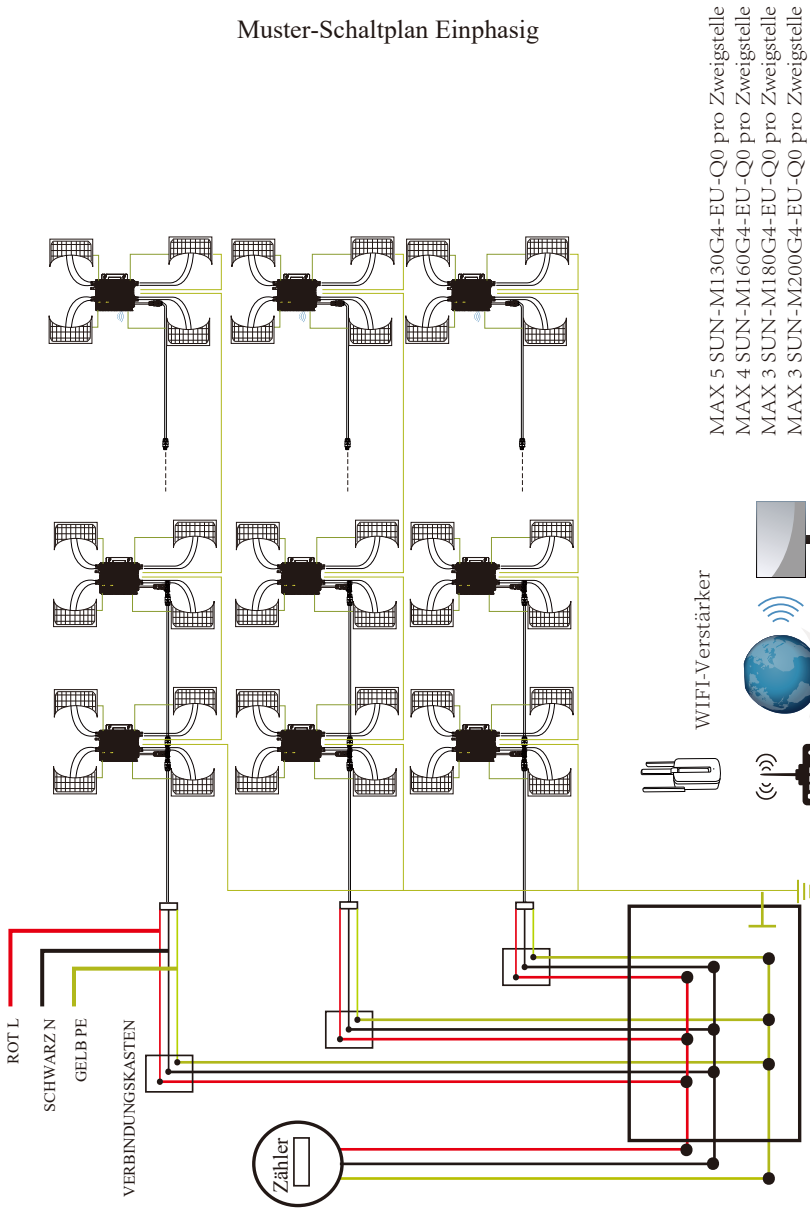 Muster-Schaltplan Einphasig
MAX 5 SUN-M130G4-EU-Q0 pro Zweigstelle
MAX 4 SUN-M160G4-EU-Q0 pro Zweigstelle
MAX 3 SUN-M180G4-EU-Q0 pro Zweigstelle
MAX 3 SUN-M200G4-EU-Q0 pro Zweigstelle
WIFI-Verstärker
ROT L
SCHWARZ N
GELB PE
VERBINDUNGSKASTEN
Zähler